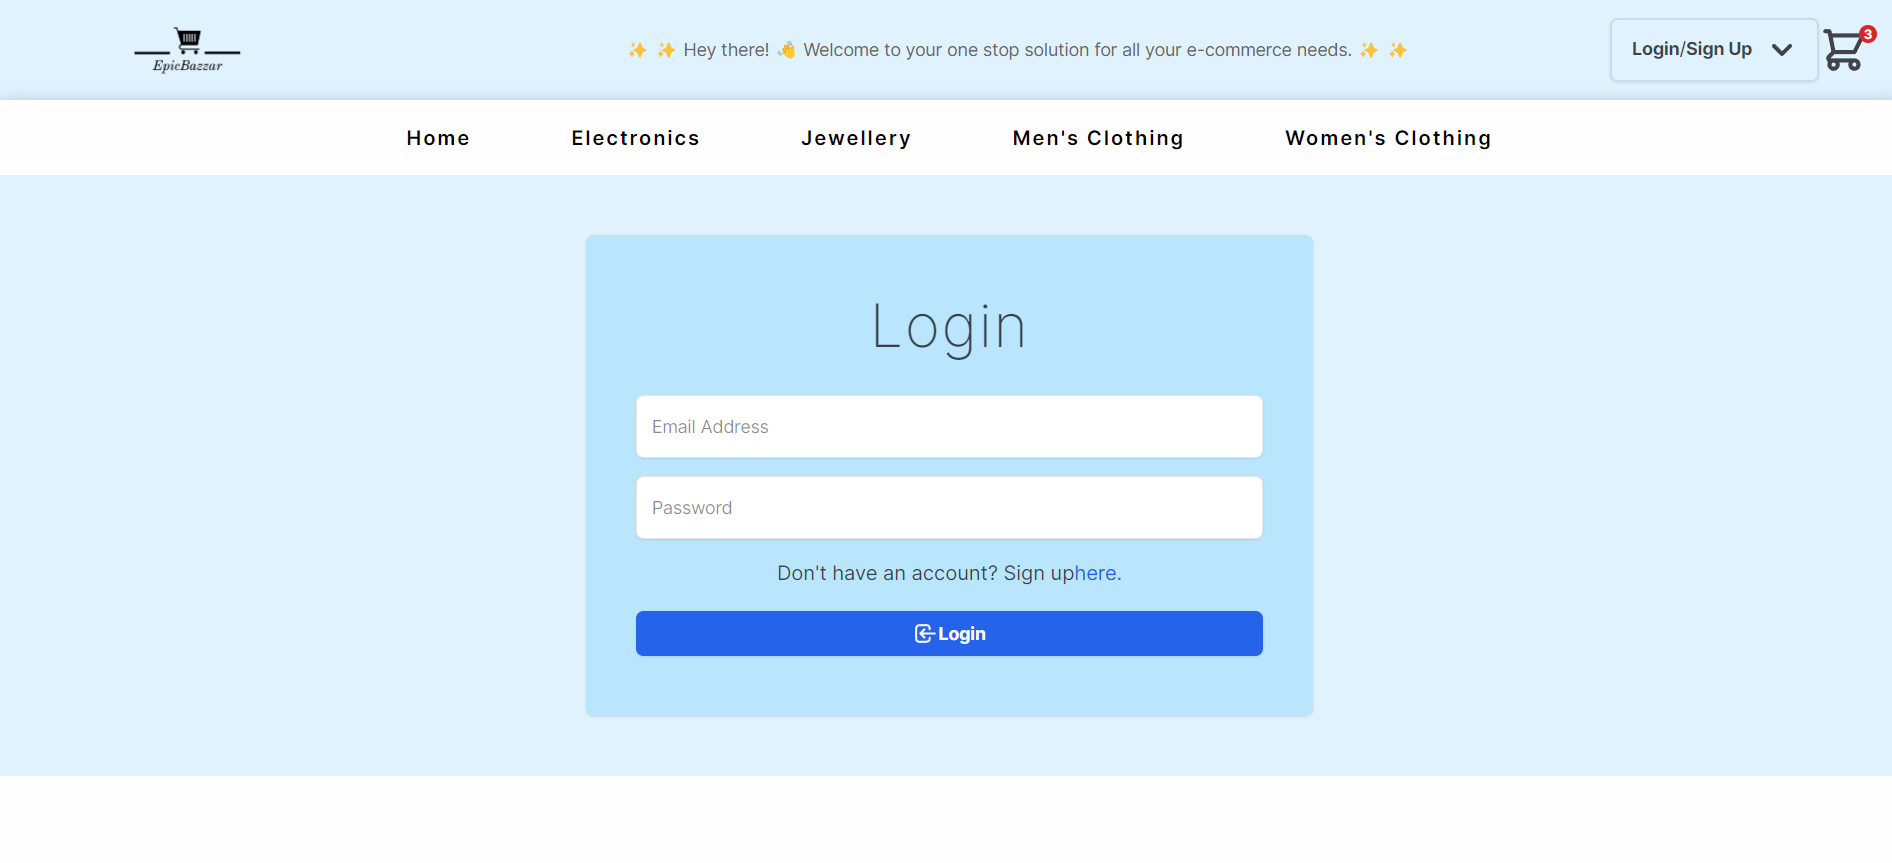 EpicBazzar
✨ ✨ Hey there! 👋 Welcome to your one stop solution for all your e-commerce needs. ✨ ✨
Login/Sign Up
3
Home Electronics Jewellery Men's Clothing Women's Clothing
Login
Email Address
Password
Don't have an account? Sign uphere.
Login